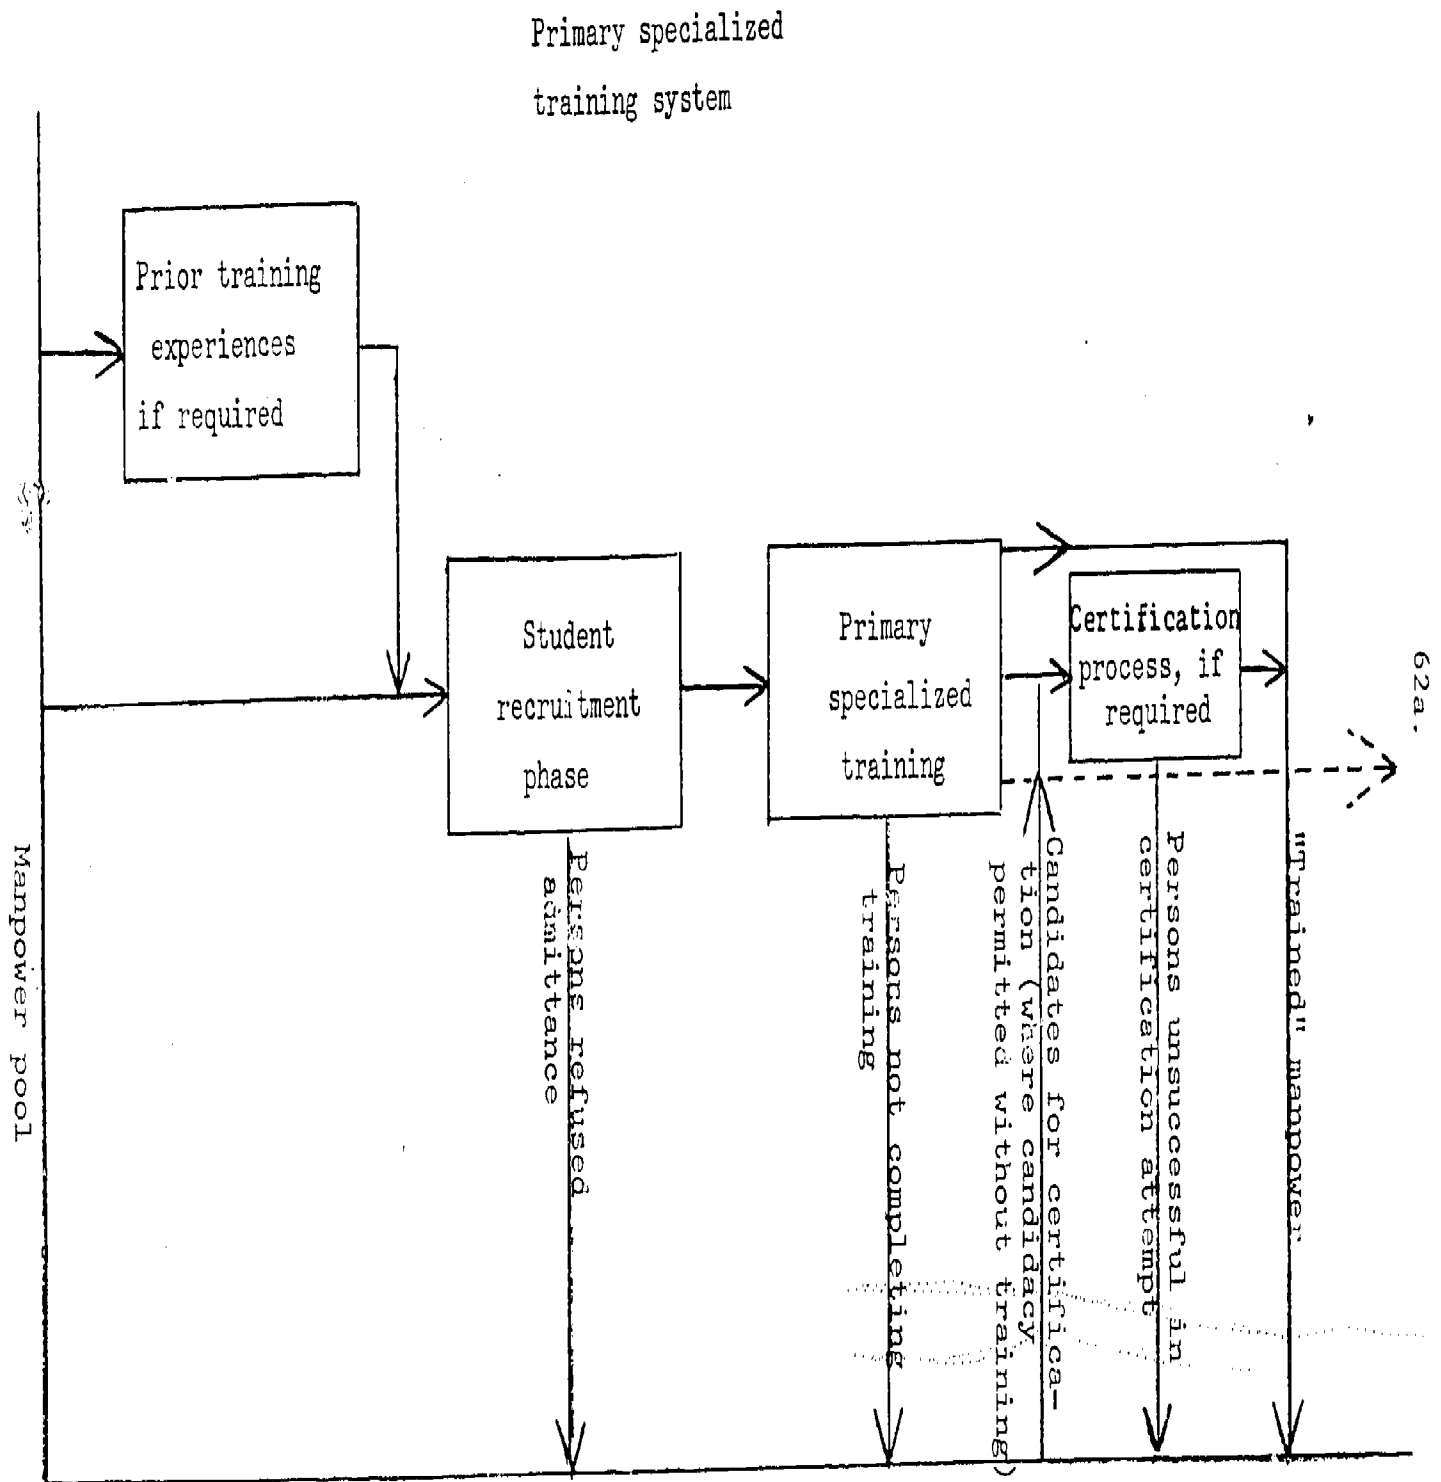 Primary specialized
training system
Prior training
experiences
if required
Student
recruitment
phase
Primary
specialized
training
Certification
process, if
required
62a.
Manpower pool
Persons refused
admittance
Persons not completing
training
Candidates for certifica-
tion (where candidacy
permitted without training)
Persons unsuccessful in
certification attempt
"Trained" manpower